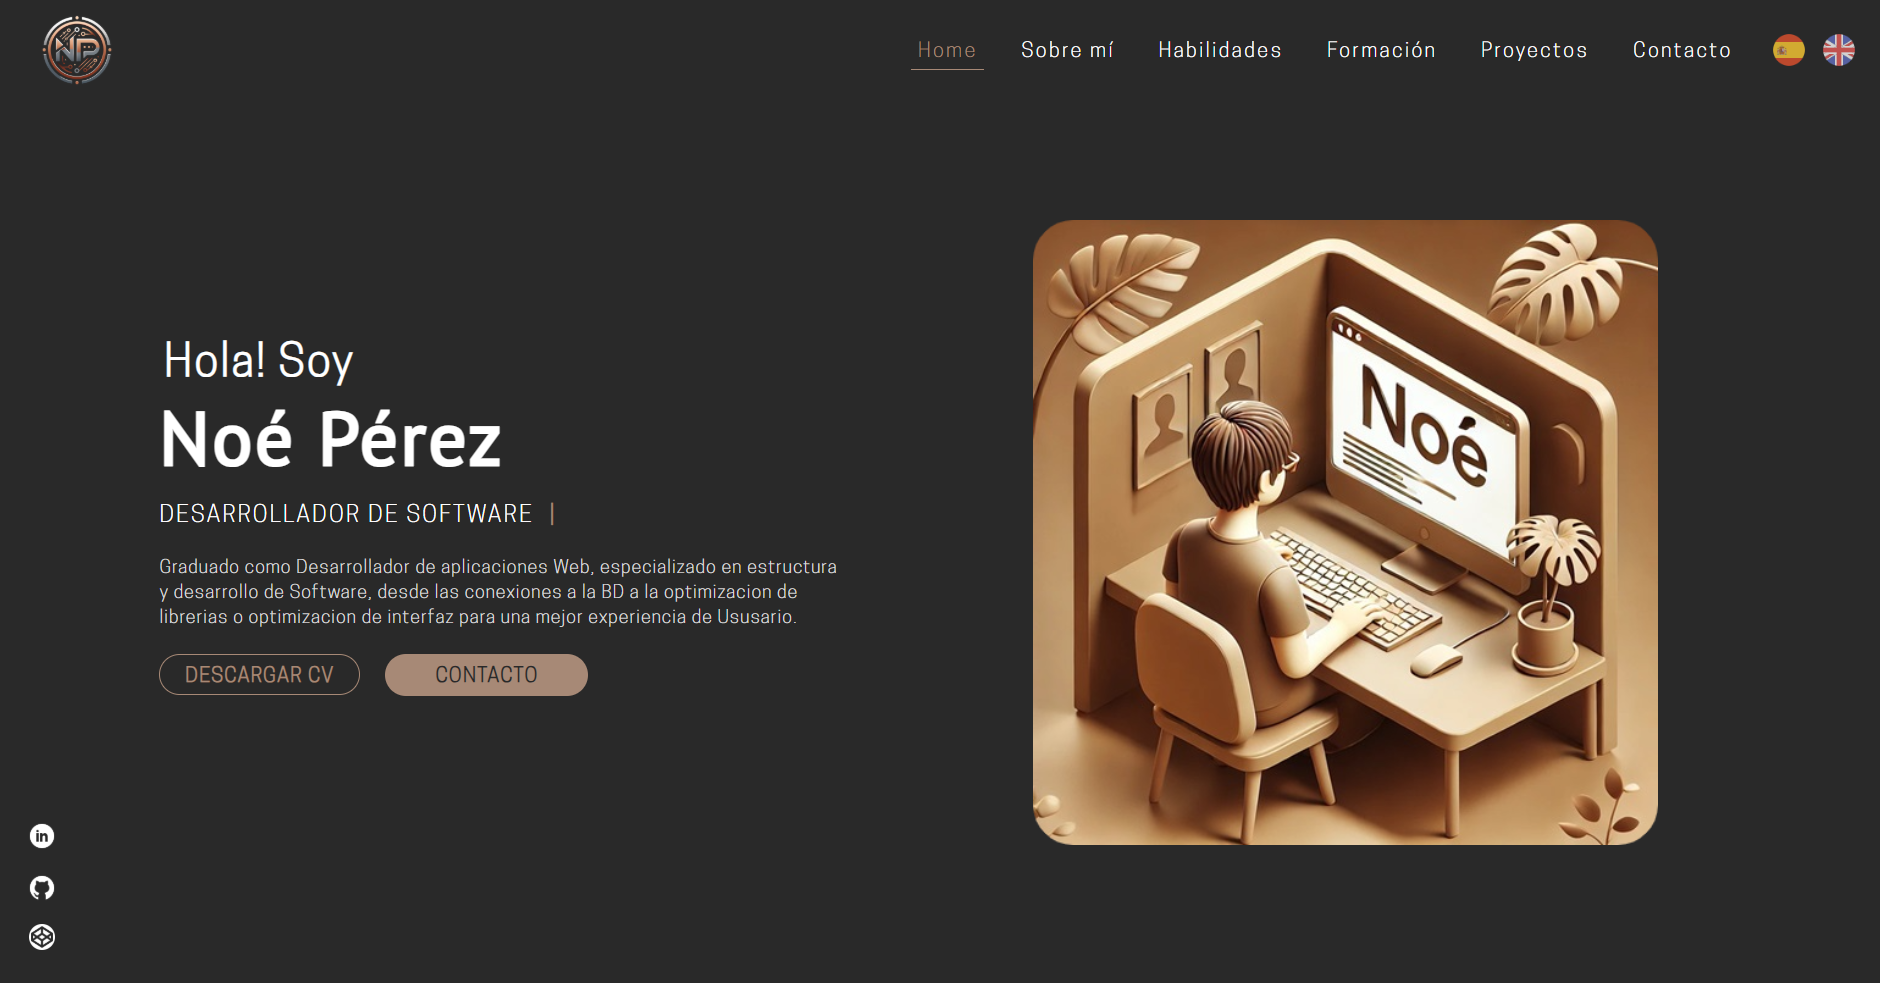 NP
Home Sobre mí Habilidades Formación Proyectos Contacto
Hola! Soy
Noé Pérez
DESARROLLADOR DE SOFTWARE |
Graduado como Desarrollador de aplicaciones Web, especializado en estructura
y desarrollo de Software, desde las conexiones a la BD a la optimizacion de
librerias o optimizacion de interfaz para una mejor experiencia de Ususario.
DESCARGAR CV CONTACTO
Noé
in